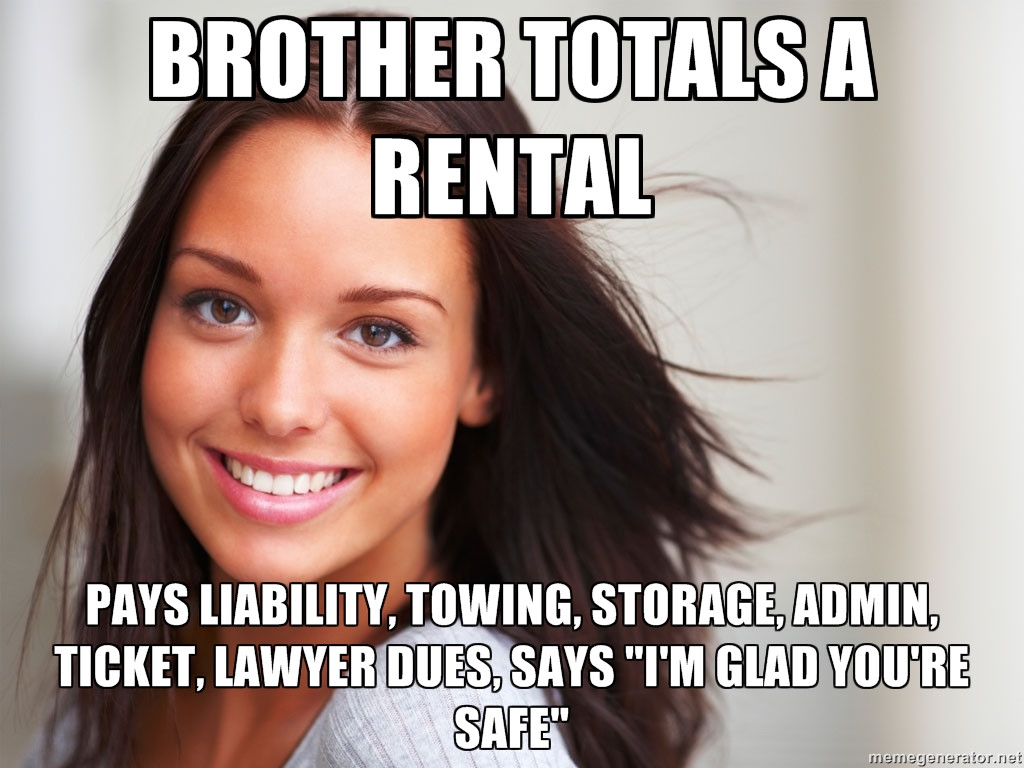 BROTHER TOTALS A
RENTAL
PAYS LIABILITY, TOWING, STORAGE, ADMIN,
TICKET, LAWYER DUES, SAYS "I'M GLAD YOU'RE
SAFE"
memegenerator.net